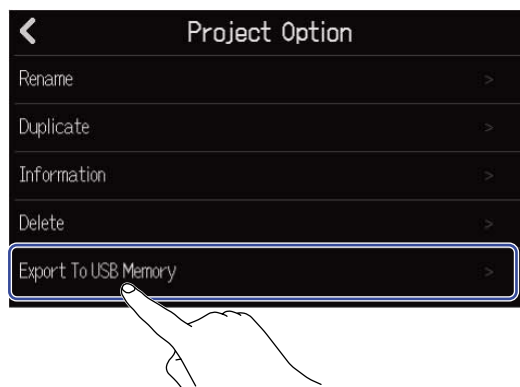 Project Option
Rename
Duplicate
Information
Delete
Export To USB Memory